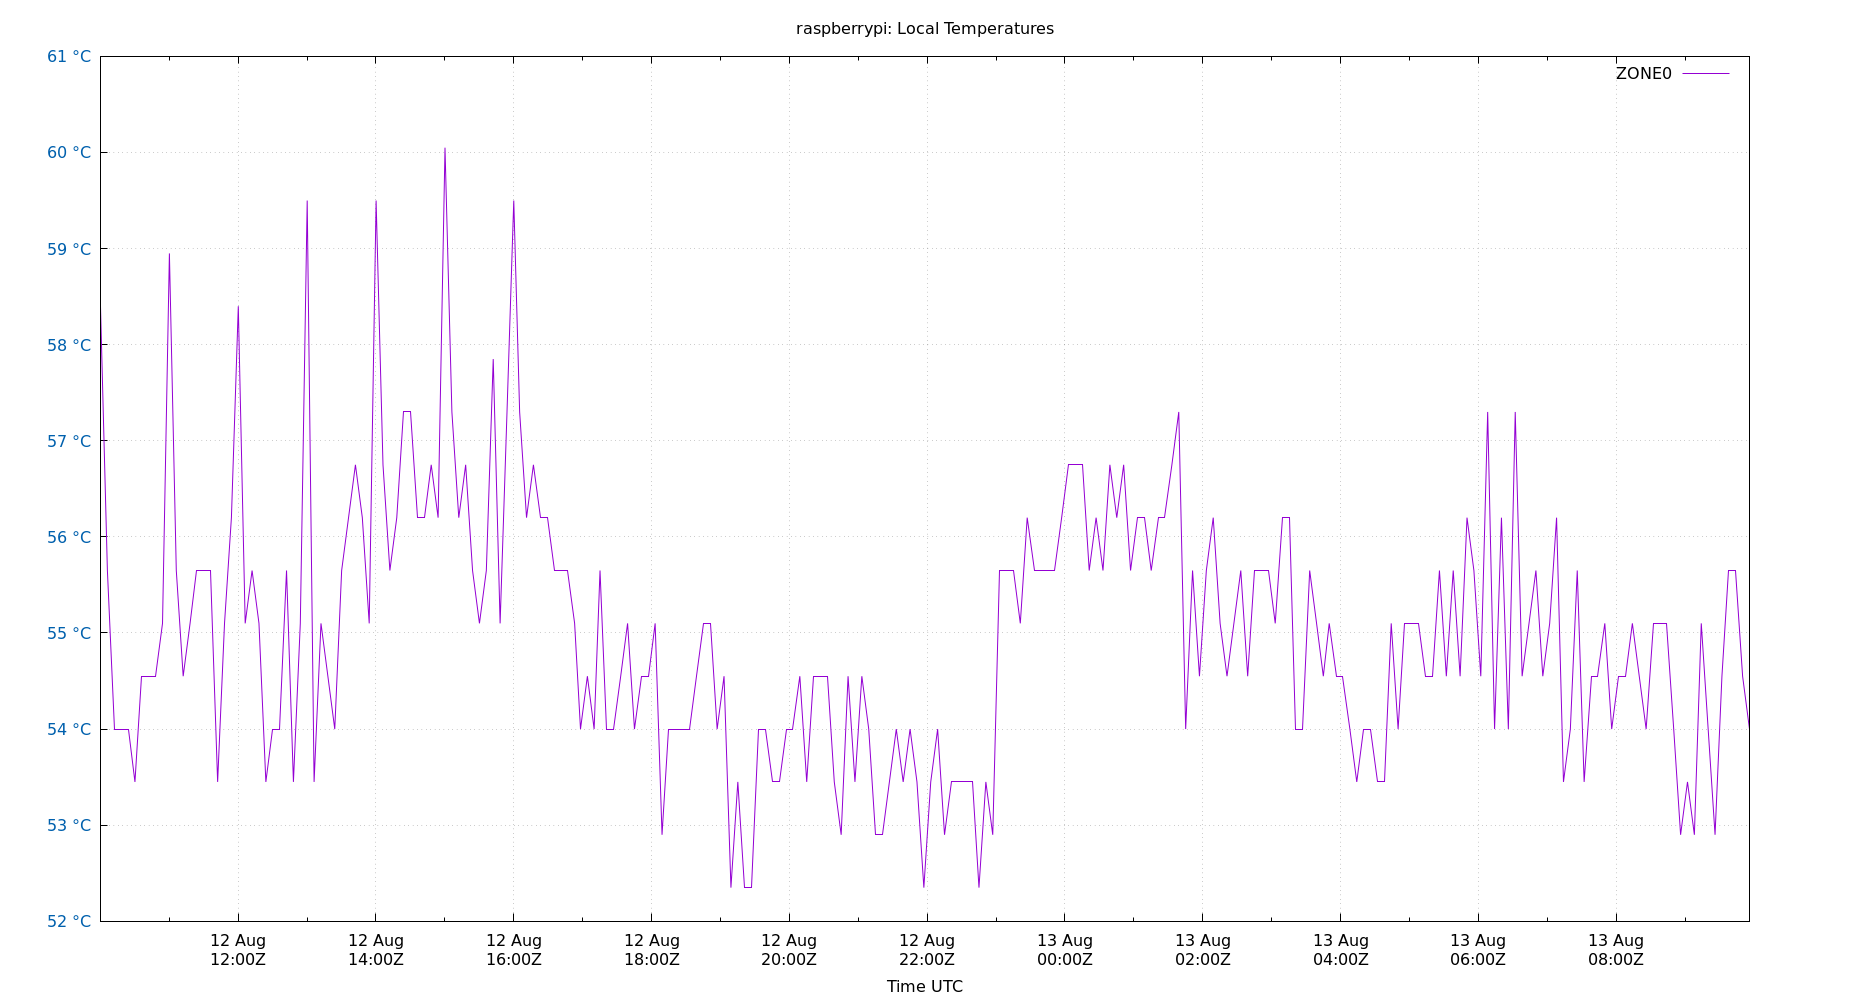 raspberrypi: Local Temperatures
ZONE0
61 °C
60 °C
59 °C
58 °C
57 °C
56 °C
55 °C
54 °C
53 °C
52 °C
12 Aug
12:00Z
12 Aug
14:00Z
12 Aug
16:00Z
12 Aug
18:00Z
12 Aug
20:00Z
12 Aug
22:00Z
13 Aug
00:00Z
13 Aug
02:00Z
13 Aug
04:00Z
13 Aug
06:00Z
13 Aug
08:00Z
Time UTC